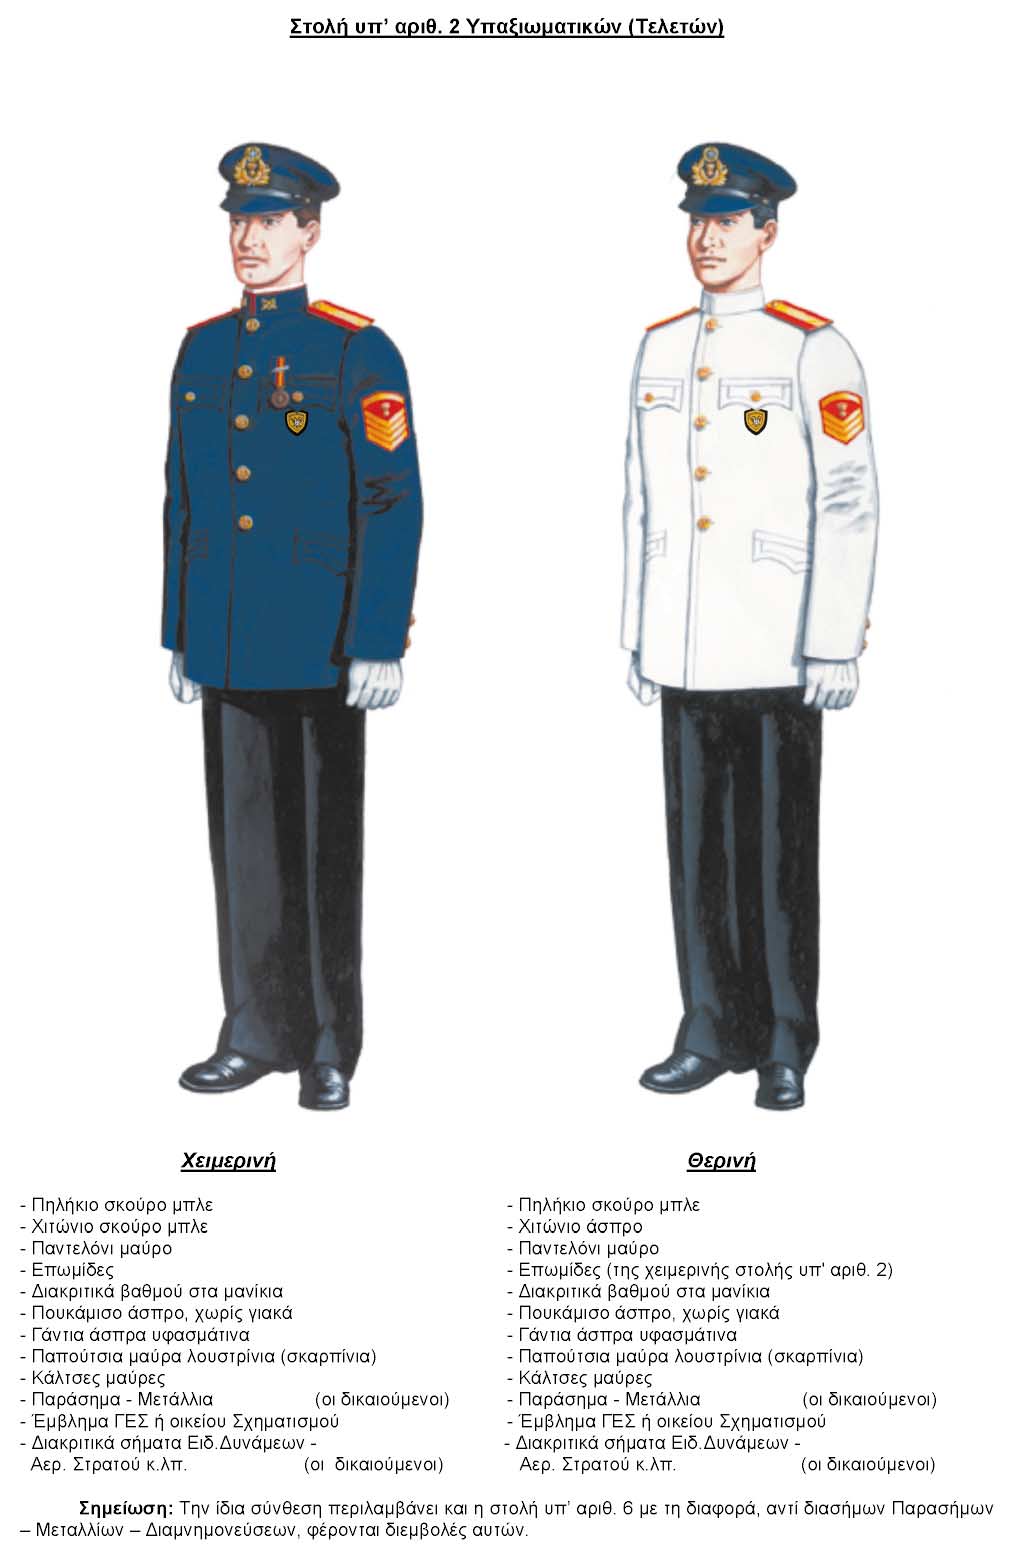 Στολή υπ’ αριθ. 2 Υπαξιωματικών (Τελετών)
Χειμερινή
- Πηλήκιο σκούρο μπλε
- Χιτώνιο σκούρο μπλε
- Παντελόνι μαύρο
- Επωμίδες
- Διακριτικά βαθμού στα μανίκια
- Πουκάμισο άσπρο, χωρίς γιακά
- Γάντια άσπρα υφασμάτινα
- Παπούτσια μαύρα λουστρίνια (σκαρπίνια)
- Κάλτσες μαύρες
- Παράσημα - Μετάλλια (οι δικαιούμενοι)
- Έμβλημα ΓΕΣ ή οικείου Σχηματισμού
- Διακριτικά σήματα Ειδ.Δυνάμεων -
Αερ. Στρατού κ.λπ. (οι δικαιούμενοι)
Θερινή
- Πηλήκιο σκούρο μπλε
- Χιτώνιο άσπρο
- Παντελόνι μαύρο
- Επωμίδες (της χειμερινής στολής υπ' αριθ. 2)
- Διακριτικά βαθμού στα μανίκια
- Πουκάμισο άσπρο, χωρίς γιακά
- Γάντια άσπρα υφασμάτινα
- Παπούτσια μαύρα λουστρίνια (σκαρπίνια)
- Κάλτσες μαύρες
- Παράσημα - Μετάλλια (οι δικαιούμενοι)
- Έμβλημα ΓΕΣ ή οικείου Σχηματισμού
- Διακριτικά σήματα Ειδ.Δυνάμεων -
Αερ. Στρατού κ.λπ. (οι δικαιούμενοι)
Σημείωση: Την ίδια σύνθεση περιλαμβάνει και η στολή υπ’ αριθ. 6 με τη διαφορά, αντί διασήμων Παρασήμων
– Μεταλλίων – Διαμνημονεύσεων, φέρονται διεμβολές αυτών.